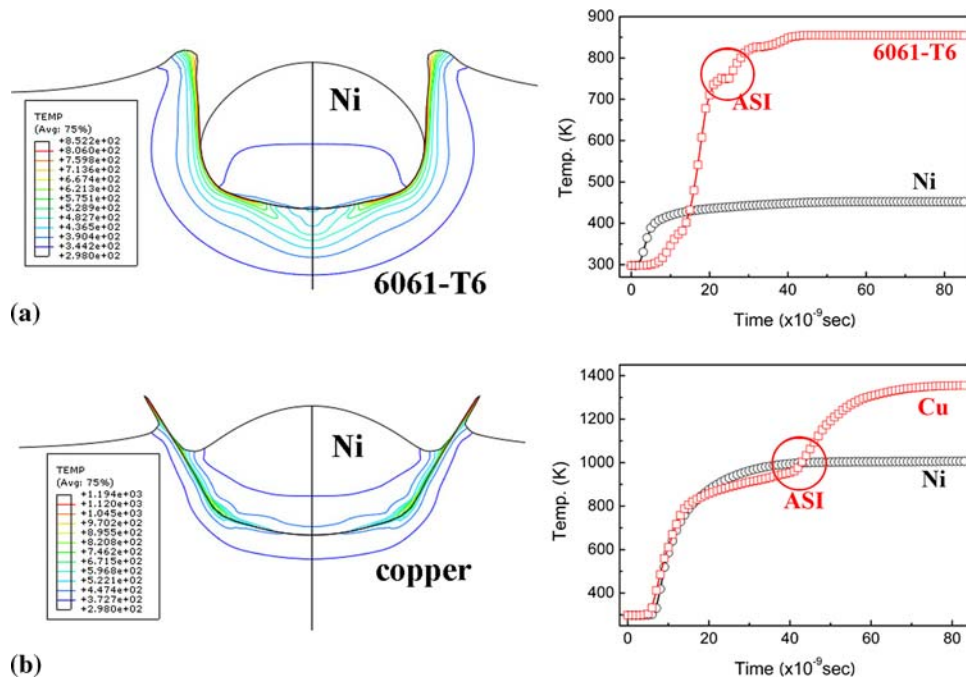 Ni
TEMP
(Avg: 75%)
+8.522e+02
+8.060e+02
+7.598e+02
+7.136e+02
+6.674e+02
+6.213e+02
+5.751e+02
+5.289e+02
+4.827e+02
+4.365e+02
+3.904e+02
+3.442e+02
+2.980e+02
6061-T6
(a)
900
800
700
600
500
400
300
Temp. (K)
6061-T6
ASI
Ni
0 20 40 60 80
Time (x10⁻⁹sec)
Ni
TEMP
(Avg: 75%)
+1.194e+03
+1.120e+03
+1.045e+03
+9.702e+02
+8.955e+02
+8.208e+02
+7.462e+02
+6.715e+02
+5.968e+02
+5.221e+02
+4.474e+02
+3.727e+02
+2.980e+02
copper
(b)
1400
1200
1000
800
600
400
Temp. (K)
Cu
Ni
ASI
0 20 40 60 80
Time (x10⁻⁹sec)